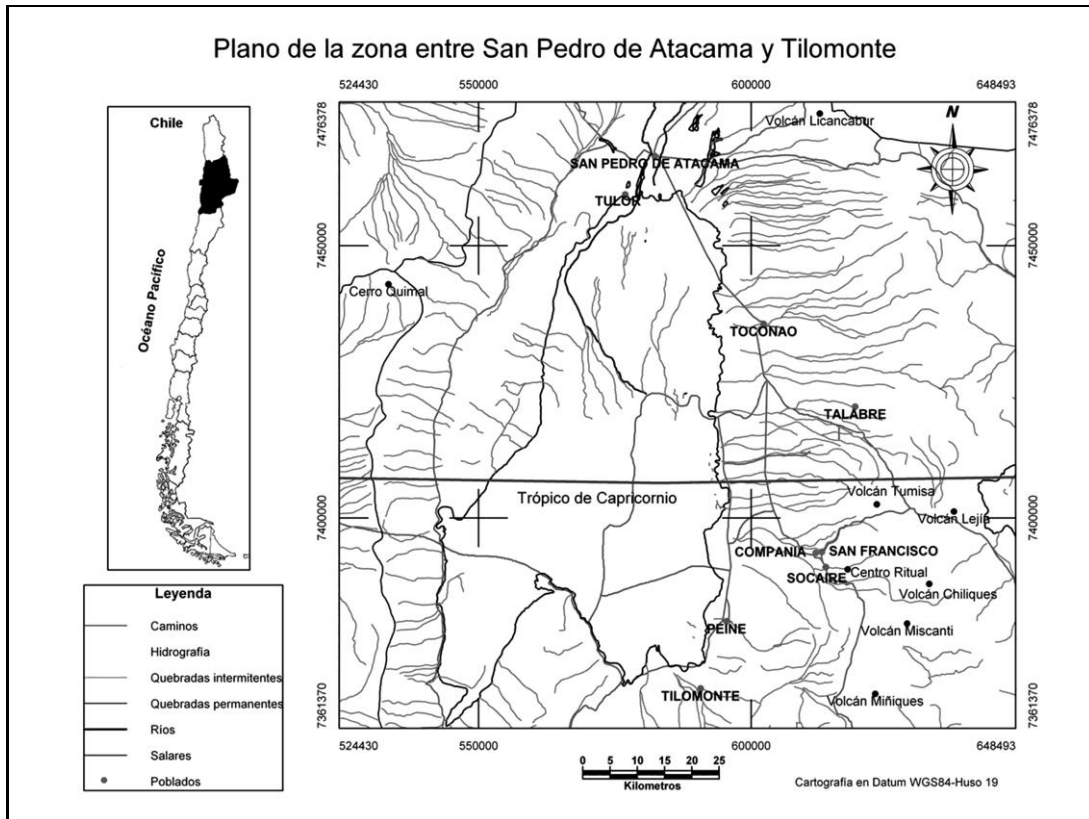 Plano de la zona entre San Pedro de Atacama y Tilomonte
Chile
Océano Pacífico
524430
550000
600000
648493
7476378
7476378
Volcán Licancabur
N
SAN PEDRO DE ATACAMA
TULOR
7450000
7450000
Cerro Quimal
TOCONAO
TALABRE
Trópico de Capricornio
Volcán Tumisa
7400000
7400000
Volcán Lejía
COMPANIA
SAN FRANCISCO
SOCAIRE
Centro Ritual
Volcán Chiliques
PEINE
Volcán Miscanti
TILOMONTE
Volcán Miñiques
7361370
7361370
524430
550000
600000
648493
Leyenda
Caminos
Hidrografía
Quebradas intermitentes
Quebradas permanentes
Ríos
Salares
Poblados
0 5 10 15 20 25
Kilometros
Cartografía en Datum WGS84-Huso 19